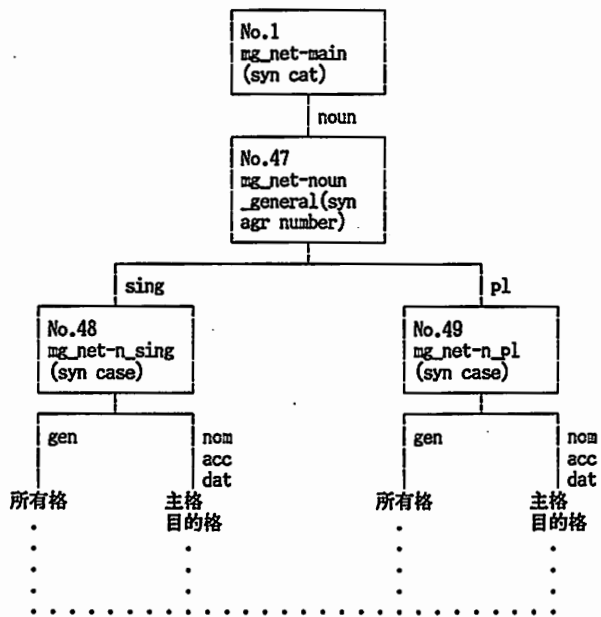 No.1
mg_net-main
(syn cat)
noun
No.47
mg_net-noun
_general(syn
agr number)
sing
pl
No.48
mg_net-n_sing
(syn case)
No.49
mg_net-n_pl
(syn case)
gen
nom
acc
dat
gen
nom
acc
dat
所有格
主格
目的格
所有格
主格
目的格